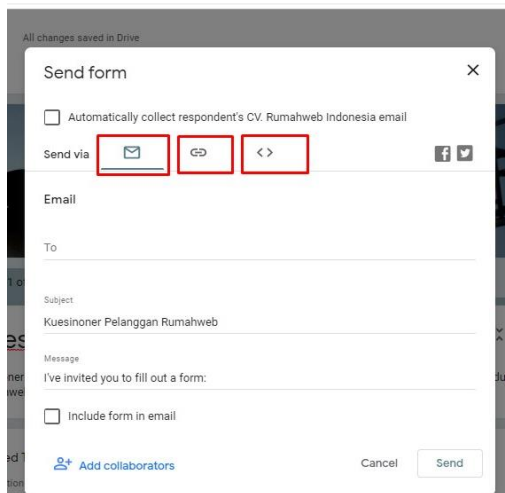 All changes saved in Drive
Send form
Automatically collect respondent's CV. Rumahweb Indonesia email
Send via
Email
To
Subject
Kuesinoner Pelanggan Rumahweb
Message
I've invited you to fill out a form:
Include form in email
Add collaborators
Cancel
Send